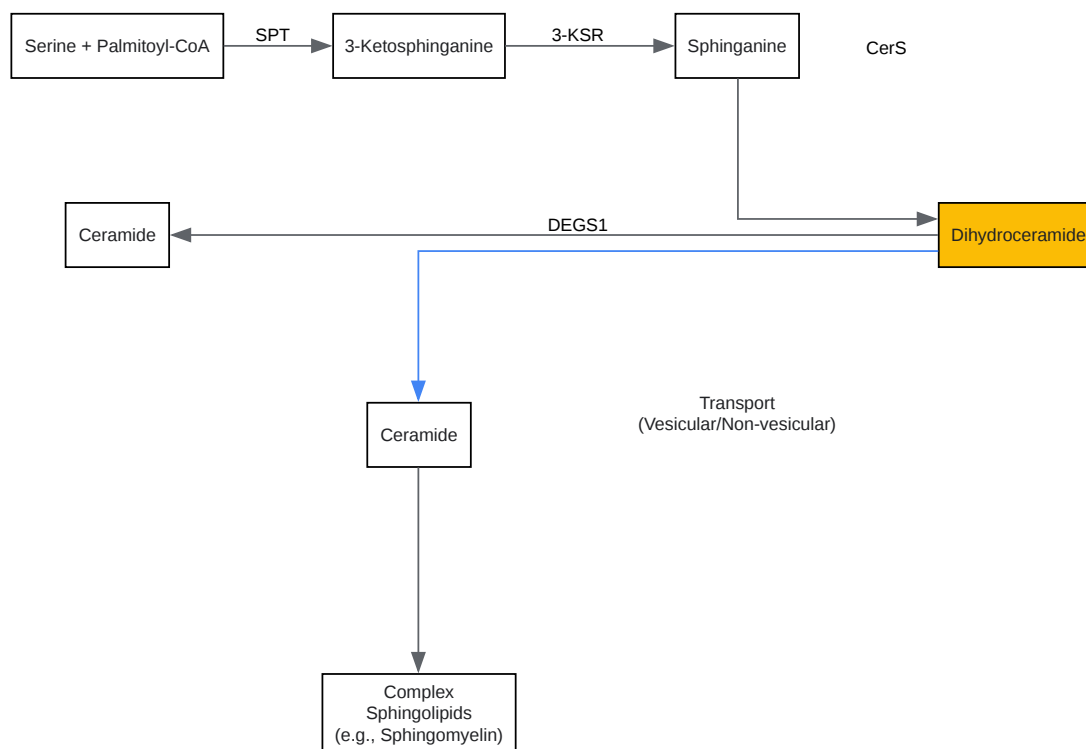 Serine + Palmitoyl-CoA
SPT
3-Ketosphinganine
3-KSR
Sphinganine
CerS
Ceramide
DEGS1
Dihydroceramide
Ceramide
Transport
(Vesicular/Non-vesicular)
Complex
Sphingolipids
(e.g., Sphingomyelin)